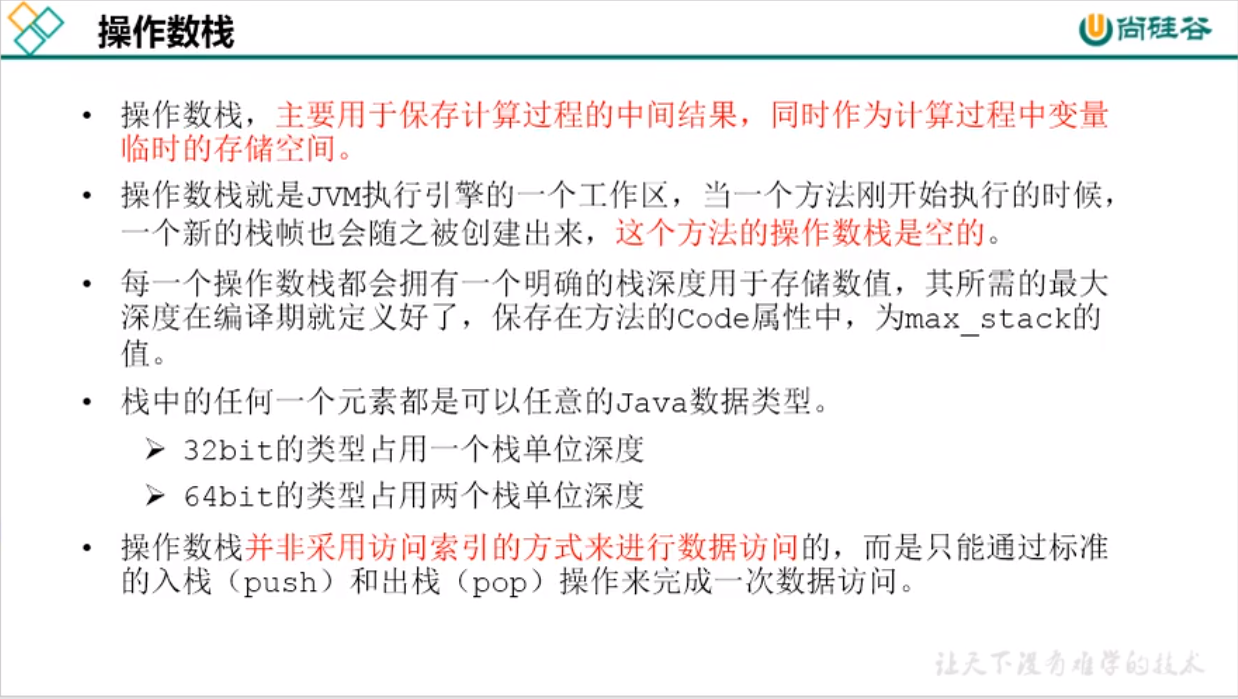 操作数栈
尚硅谷
• 操作数栈，主要用于保存计算过程的中间结果，同时作为计算过程中变量
临时的存储空间。
• 操作数栈就是JVM执行引擎的一个工作区，当一个方法刚开始执行的时候，
一个新的栈帧也会随之被创建出来，这个方法的操作数栈是空的。
• 每一个操作数栈都会拥有一个明确的栈深度用于存储数值，其所需的最大
深度在编译期就定义好了，保存在方法的Code属性中，为max_stack的
值。
• 栈中的任何一个元素都是可以任意的Java数据类型。
➢ 32bit的类型占用一个栈单位深度
➢ 64bit的类型占用两个栈单位深度
• 操作数栈并非采用访问索引的方式来进行数据访问的，而是只能通过标准
的入栈（push）和出栈（pop）操作来完成一次数据访问。
让天下没有难学的技术